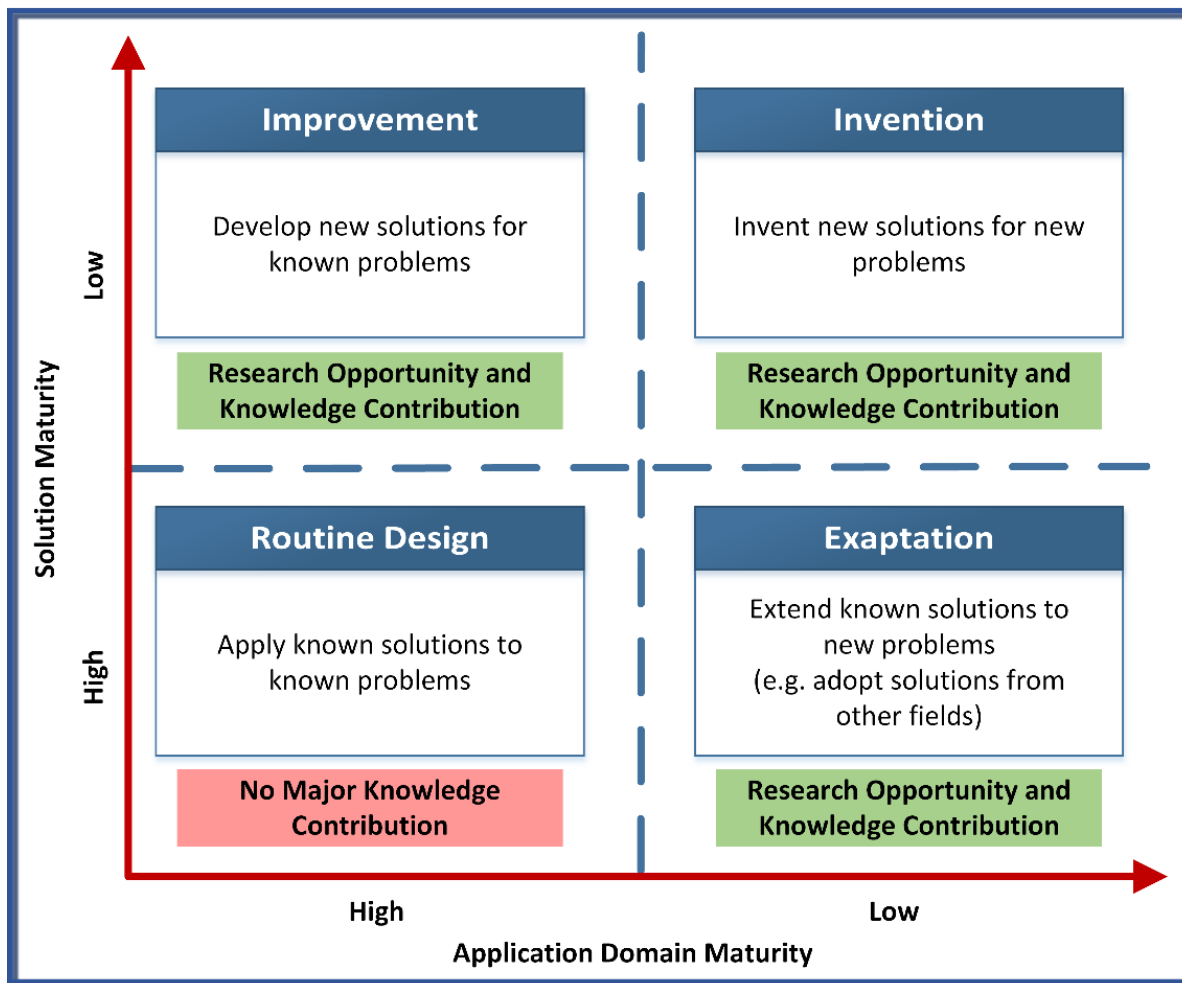 Improvement
Develop new solutions for
known problems
Research Opportunity and
Knowledge Contribution
Invention
Invent new solutions for new
problems
Research Opportunity and
Knowledge Contribution
Low
Solution Maturity
High
Routine Design
Apply known solutions to
known problems
No Major Knowledge
Contribution
Exaptation
Extend known solutions to
new problems
(e.g. adopt solutions from
other fields)
Research Opportunity and
Knowledge Contribution
High
Low
Application Domain Maturity